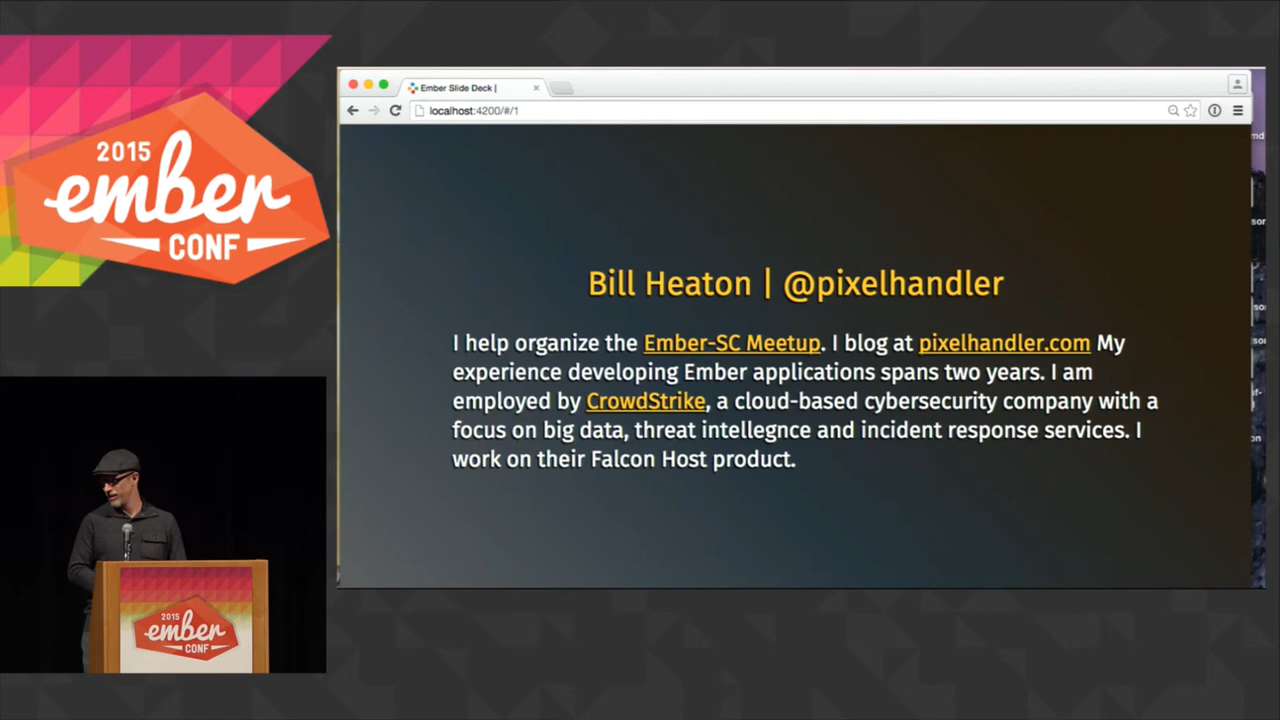 2015
ember
CONF
Ember Slide Deck |
localhost:4200/#/1
Bill Heaton | @pixelhandler
I help organize the Ember-SC Meetup. I blog at pixelhandler.com My
experience developing Ember applications spans two years. I am
employed by CrowdStrike, a cloud-based cybersecurity company with a
focus on big data, threat intellegnce and incident response services. I
work on their Falcon Host product.
2015
ember
CONF